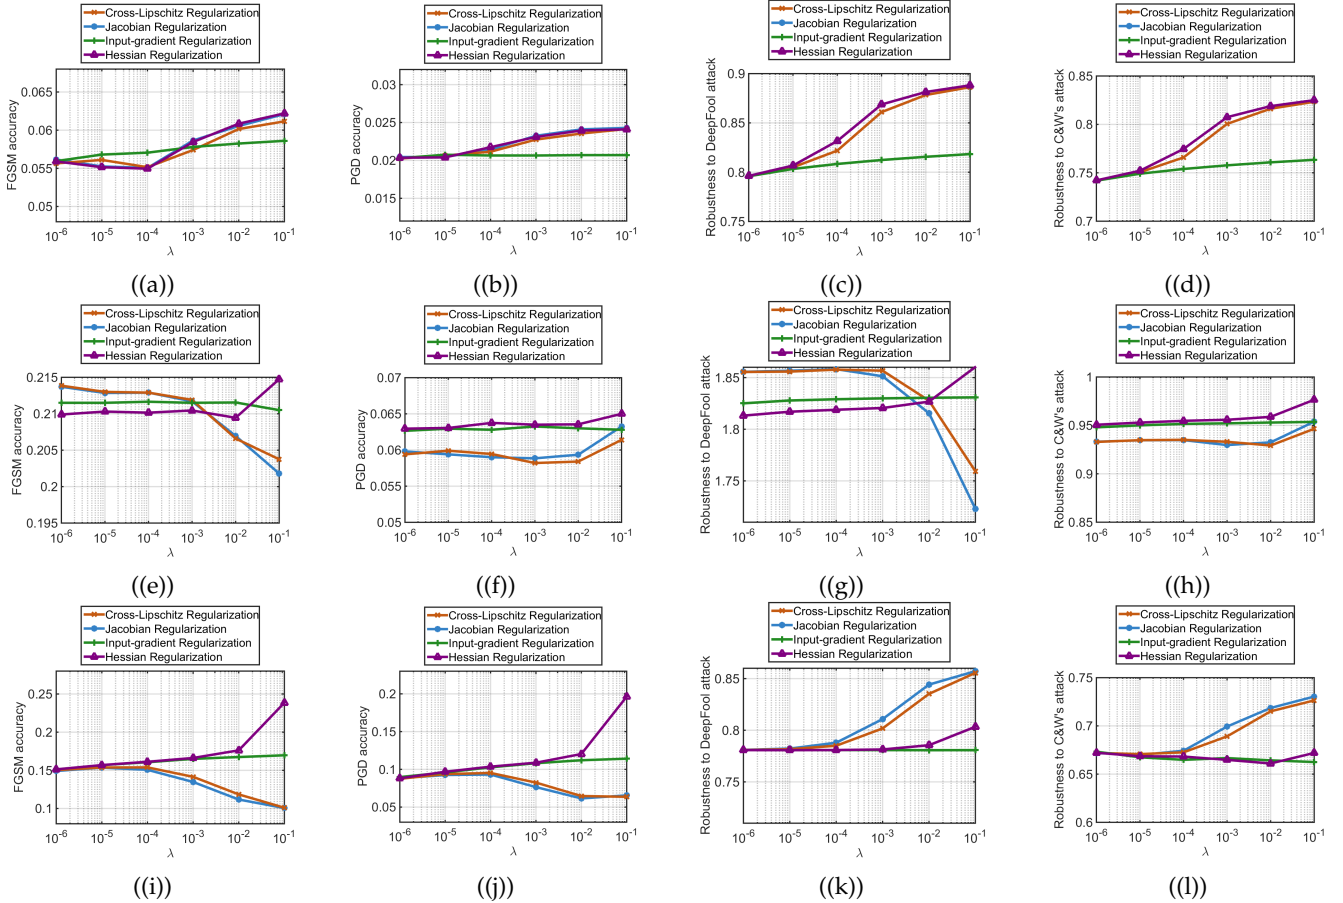 Cross-Lipschitz Regularization
Jacobian Regularization
Input-gradient Regularization
Hessian Regularization
FGSM accuracy
0.065
0.06
0.055
0.05
10^-6 10^-5 10^-4 10^-3 10^-2 10^-1
λ
((a))
Cross-Lipschitz Regularization
Jacobian Regularization
Input-gradient Regularization
Hessian Regularization
PGD accuracy
0.03
0.025
0.02
0.015
10^-6 10^-5 10^-4 10^-3 10^-2 10^-1
λ
((b))
Cross-Lipschitz Regularization
Jacobian Regularization
Input-gradient Regularization
Hessian Regularization
Robustness to DeepFool attack
0.9
0.85
0.8
0.75
10^-6 10^-5 10^-4 10^-3 10^-2 10^-1
λ
((c))
Cross-Lipschitz Regularization
Jacobian Regularization
Input-gradient Regularization
Hessian Regularization
Robustness to C&W's attack
0.85
0.8
0.75
0.7
10^-6 10^-5 10^-4 10^-3 10^-2 10^-1
λ
((d))
Cross-Lipschitz Regularization
Jacobian Regularization
Input-gradient Regularization
Hessian Regularization
FGSM accuracy
0.215
0.21
0.205
0.2
0.195
10^-6 10^-5 10^-4 10^-3 10^-2 10^-1
λ
((e))
Cross-Lipschitz Regularization
Jacobian Regularization
Input-gradient Regularization
Hessian Regularization
PGD accuracy
0.07
0.065
0.06
0.055
0.05
10^-6 10^-5 10^-4 10^-3 10^-2 10^-1
λ
((f))
Cross-Lipschitz Regularization
Jacobian Regularization
Input-gradient Regularization
Hessian Regularization
Robustness to DeepFool attack
1.85
1.8
1.75
10^-6 10^-5 10^-4 10^-3 10^-2 10^-1
λ
((g))
Cross-Lipschitz Regularization
Jacobian Regularization
Input-gradient Regularization
Hessian Regularization
Robustness to C&W's attack
1
0.95
0.9
0.85
10^-6 10^-5 10^-4 10^-3 10^-2 10^-1
λ
((h))
Cross-Lipschitz Regularization
Jacobian Regularization
Input-gradient Regularization
Hessian Regularization
FGSM accuracy
0.25
0.2
0.15
0.1
10^-6 10^-5 10^-4 10^-3 10^-2 10^-1
λ
((i))
Cross-Lipschitz Regularization
Jacobian Regularization
Input-gradient Regularization
Hessian Regularization
PGD accuracy
0.2
0.15
0.1
0.05
10^-6 10^-5 10^-4 10^-3 10^-2 10^-1
λ
((j))
Cross-Lipschitz Regularization
Jacobian Regularization
Input-gradient Regularization
Hessian Regularization
Robustness to DeepFool attack
0.85
0.8
0.75
10^-6 10^-5 10^-4 10^-3 10^-2 10^-1
λ
((k))
Cross-Lipschitz Regularization
Jacobian Regularization
Input-gradient Regularization
Hessian Regularization
Robustness to C&W's attack
0.75
0.7
0.65
0.6
10^-6 10^-5 10^-4 10^-3 10^-2 10^-1
λ
((l))